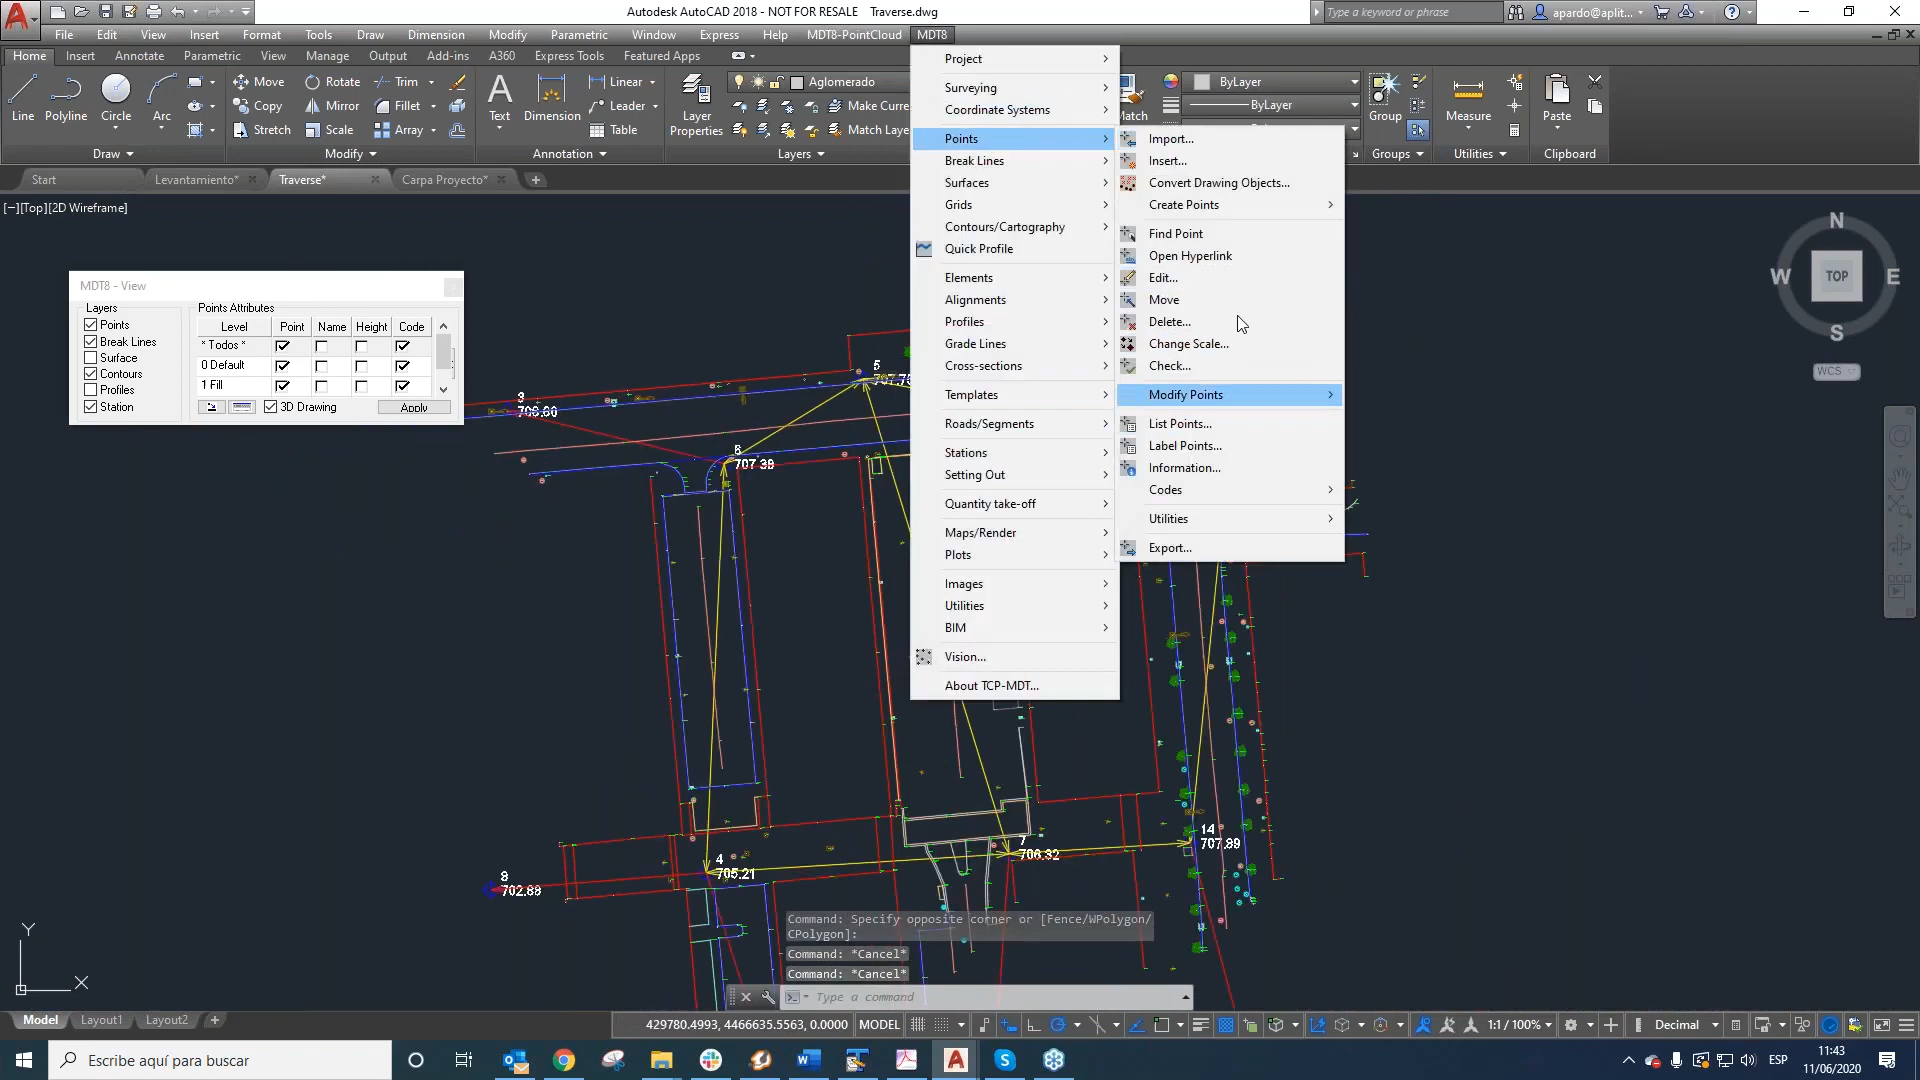 Autodesk AutoCAD 2018 - NOT FOR RESALE Traverse.dwg
Type a keyword or phrase
apardo@aplit...
File Edit View Insert Format Tools Draw Dimension Modify Parametric Window Express Help MDT8-PointCloud MDT8
Home Insert Annotate Parametric View Manage Output Add-ins A360 Express Tools Featured Apps
Line Polyline Circle Arc
Move Rotate Trim
Copy Mirror Fillet
Stretch Scale Array
Text Dimension
Linear
Leader
Table
Layer
Properties
Aglomerado
Make Curre
Match Laye
Match
ByLayer
ByLayer
Group Measure Paste
Draw Modify Annotation Layers Groups Utilities Clipboard
Start Levantamiento* Traverse* Carpa Proyecto*
[−][Top][2D Wireframe]
MDT8 - View
Layers
Points
Break Lines
Surface
Contours
Profiles
Station
Points Attributes
Level Point Name Height Code
* Todos *
0 Default
1 Fill
3D Drawing Apply
Project
Surveying
Coordinate Systems
Points
Break Lines
Surfaces
Grids
Contours/Cartography
Quick Profile
Elements
Alignments
Profiles
Grade Lines
Cross-sections
Templates
Roads/Segments
Stations
Setting Out
Quantity take-off
Maps/Render
Plots
Images
Utilities
BIM
Vision...
About TCP-MDT...
Import...
Insert...
Convert Drawing Objects...
Create Points
Find Point
Open Hyperlink
Edit...
Move
Delete...
Change Scale...
Check...
Modify Points
List Points...
Label Points...
Information...
Codes
Utilities
Export...
N
W TOP E
S
WCS
3
5
6
707.39
14
707.89
7
706.32
4
705.21
9
702.88
Y
X
Command: Specify opposite corner or [Fence/WPolygon/
CPolygon]:
Command: *Cancel*
Command: *Cancel*
Type a command
Model Layout1 Layout2
429780.4993, 4466635.5563, 0.0000 MODEL
1:1 / 100%
Decimal
Escribe aquí para buscar
ESP
11:43
11/06/2020